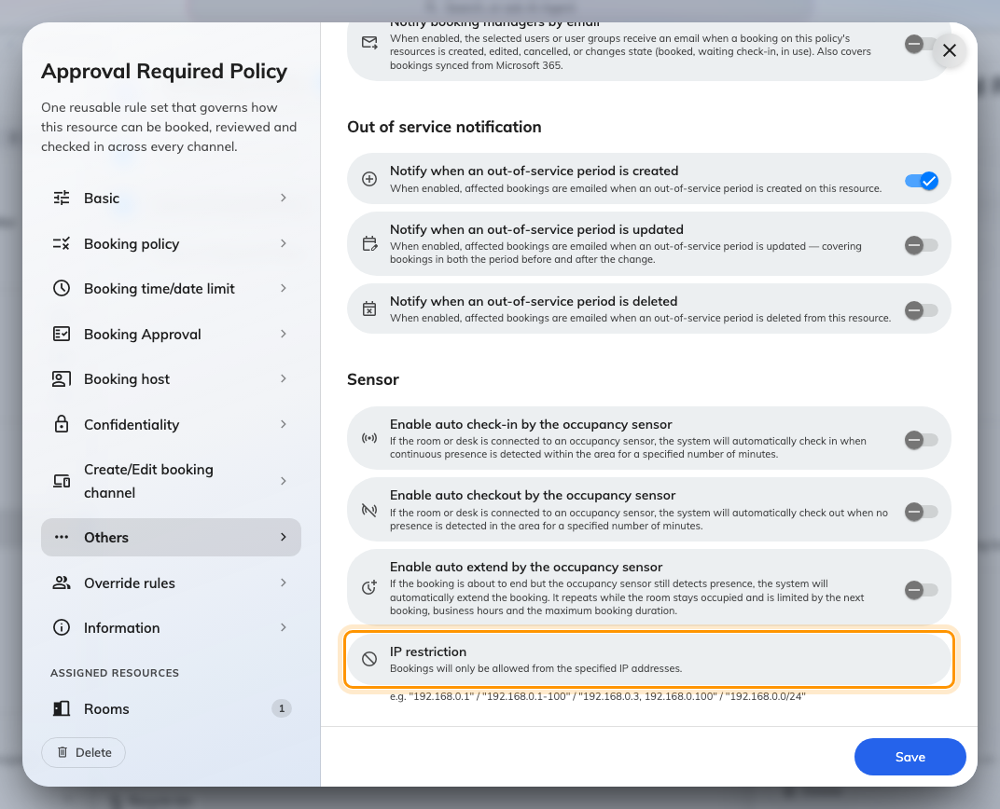 Approval Required Policy
One reusable rule set that governs how
this resource can be booked, reviewed and
checked in across every channel.
Basic
Booking policy
Booking time/date limit
Booking Approval
Booking host
Confidentiality
Create/Edit booking
channel
Others
Override rules
Information
ASSIGNED RESOURCES
Rooms
1
Delete
Notify booking managers by email
When enabled, the selected users or user groups receive an email when a booking on this policy's
resources is created, edited, cancelled, or changes state (booked, waiting check-in, in use). Also covers
bookings synced from Microsoft 365.
Out of service notification
Notify when an out-of-service period is created
When enabled, affected bookings are emailed when an out-of-service period is created on this resource.
Notify when an out-of-service period is updated
When enabled, affected bookings are emailed when an out-of-service period is updated — covering
bookings in both the period before and after the change.
Notify when an out-of-service period is deleted
When enabled, affected bookings are emailed when an out-of-service period is deleted from this resource.
Sensor
Enable auto check-in by the occupancy sensor
If the room or desk is connected to an occupancy sensor, the system will automatically check in when
continuous presence is detected within the area for a specified number of minutes.
Enable auto checkout by the occupancy sensor
If the room or desk is connected to an occupancy sensor, the system will automatically check out when no
presence is detected in the area for a specified number of minutes.
Enable auto extend by the occupancy sensor
If the booking is about to end but the occupancy sensor still detects presence, the system will
automatically extend the booking. It repeats while the room stays occupied and is limited by the next
booking, business hours and the maximum booking duration.
IP restriction
Bookings will only be allowed from the specified IP addresses.
e.g. "192.168.0.1" / "192.168.0.1-100" / "192.168.0.3, 192.168.0.100" / "192.168.0.0/24"
Save